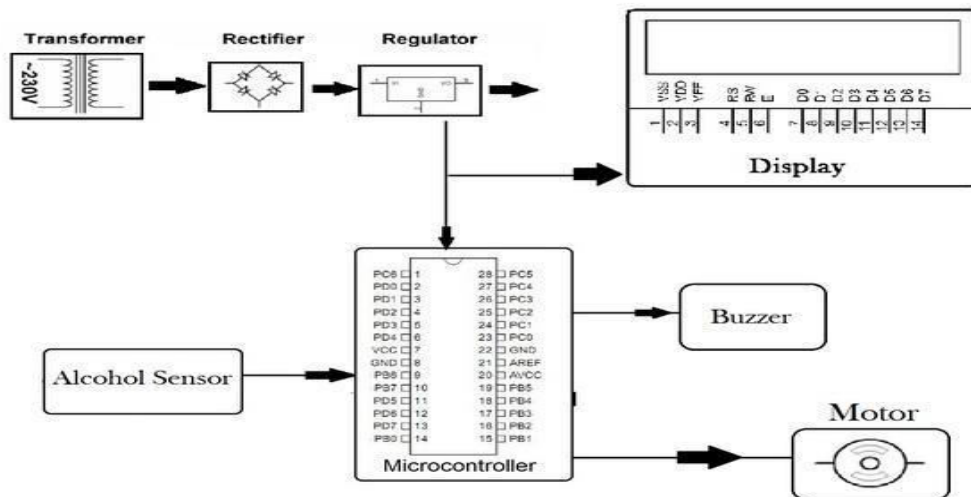 Transformer
Rectifier
Regulator
~230V
VSS
VDD
VEE
RS
RW
E
D0
D1
D2
D3
D4
D5
D6
D7
1
2
3
4
5
6
7
8
9
10
11
12
13
14
Display
PC6 1 28 PC5
PD0 2 27 PC4
PD1 3 26 PC3
PD2 4 25 PC2
PD3 5 24 PC1
PD4 6 23 PC0
VCC 7 22 GND
GND 8 21 AREF
PB6 9 20 AVCC
PB7 10 19 PB5
PD5 11 18 PB4
PD6 12 17 PB3
PD7 13 16 PB2
PB0 14 15 PB1
Microcontroller
Buzzer
Alcohol Sensor
Motor